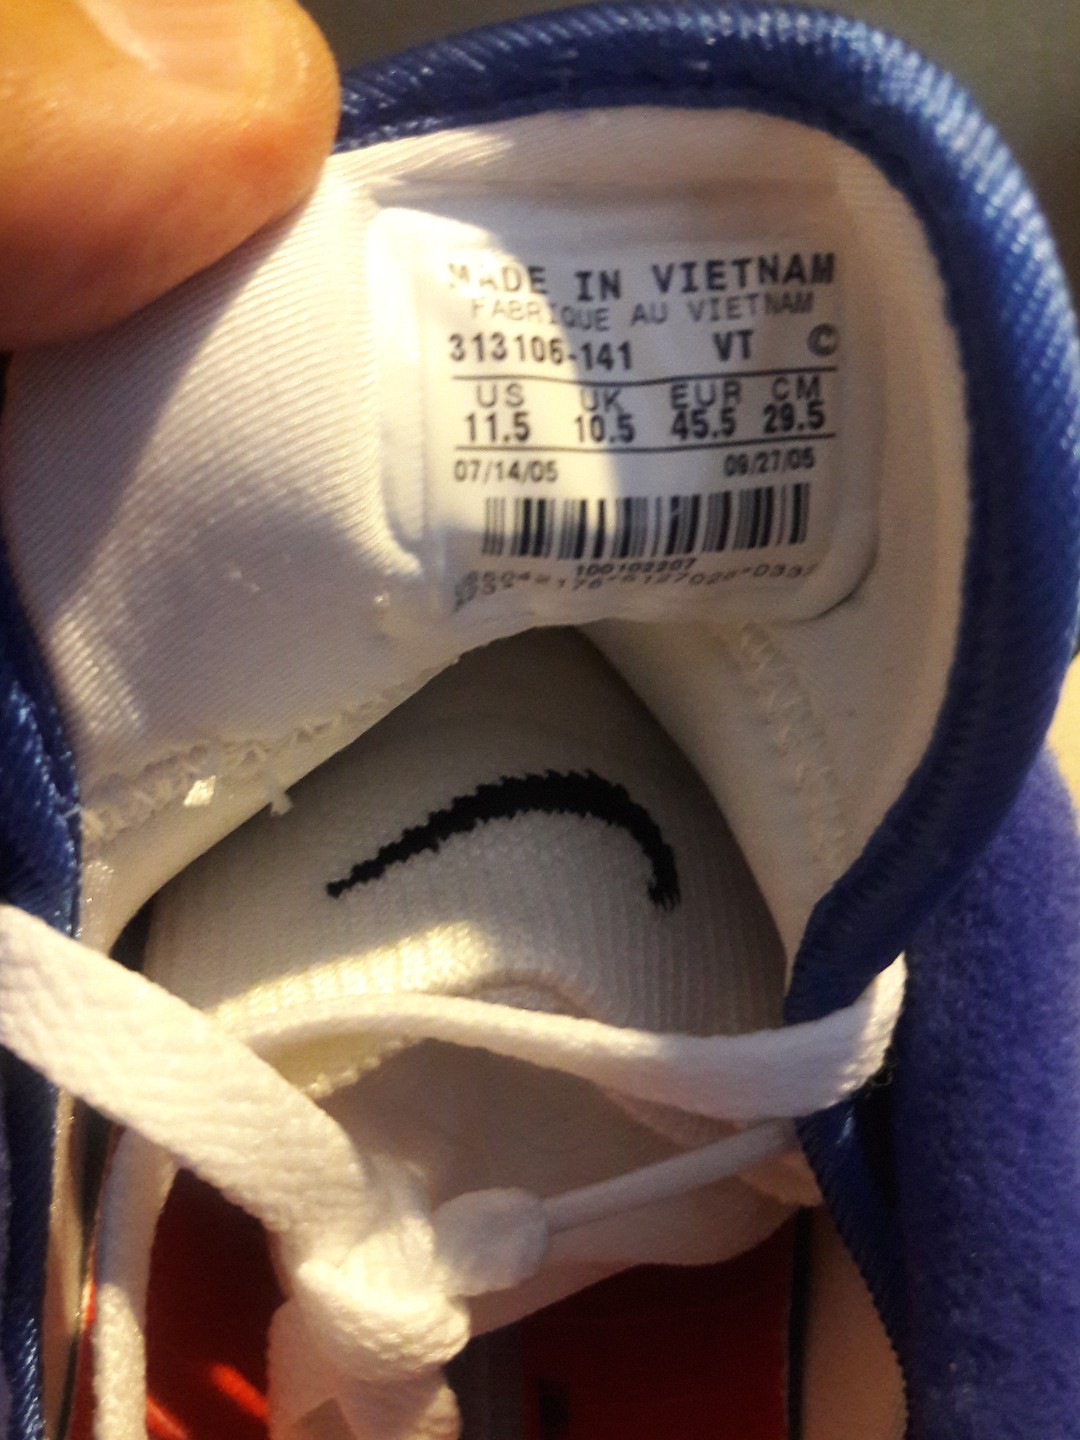 MADE IN VIETNAM
FABRIQUE AU VIETNAM
313106-141 VT ©
US UK EUR CM
11.5 10.5 45.5 29.5
07/14/05 09/27/05
100102207